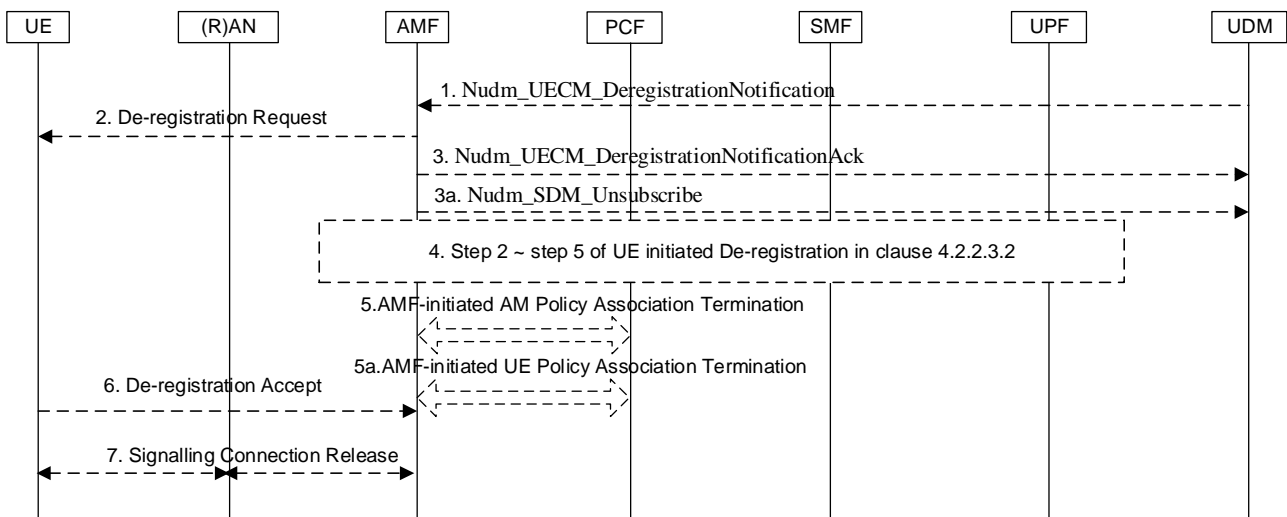 UE
(R)AN
AMF
PCF
SMF
UPF
UDM
1. Nudm_UECM_DeregistrationNotification
2. De-registration Request
3. Nudm_UECM_DeregistrationNotificationAck
3a. Nudm_SDM_Unsubscribe
4. Step 2 ~ step 5 of UE initiated De-registration in clause 4.2.2.3.2
5.AMF-initiated AM Policy Association Termination
5a.AMF-initiated UE Policy Association Termination
6. De-registration Accept
7. Signalling Connection Release